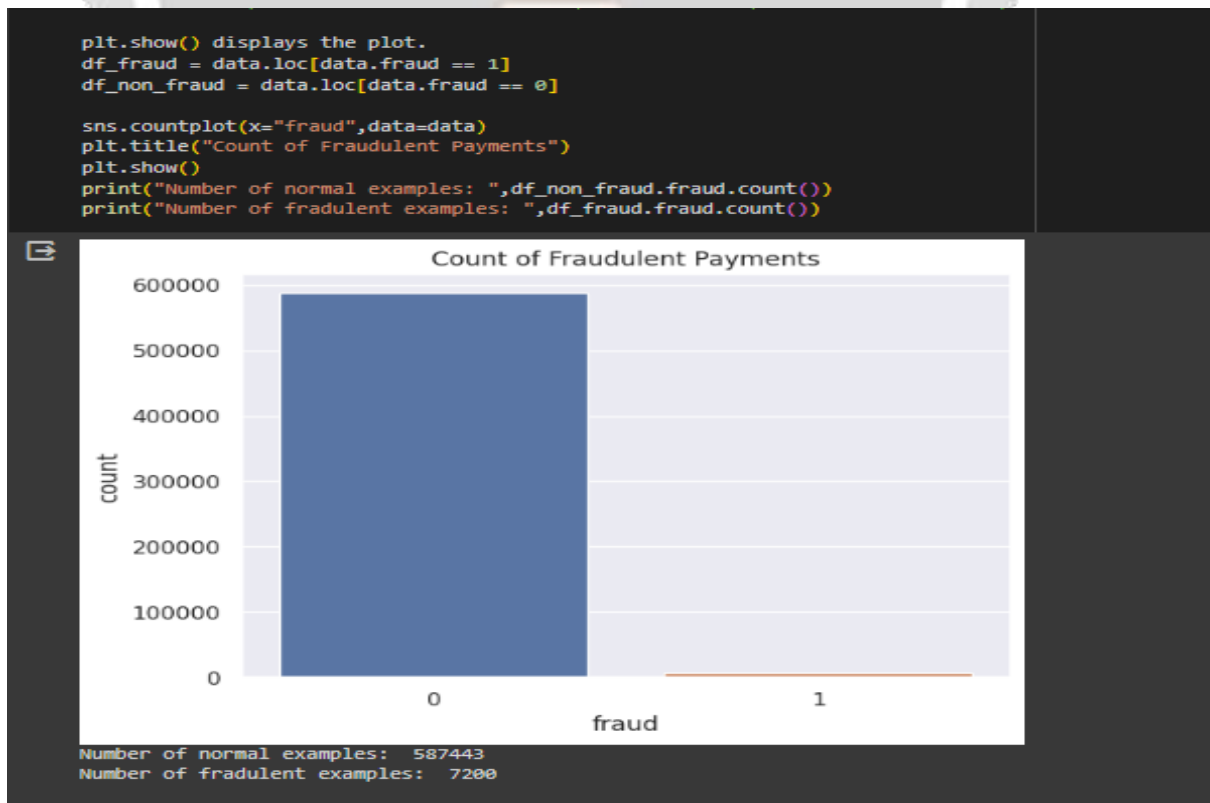 plt.show() displays the plot.
df_fraud = data.loc[data.fraud == 1]
df_non_fraud = data.loc[data.fraud == 0]
sns.countplot(x="fraud",data=data)
plt.title("Count of Fraudulent Payments")
plt.show()
print("Number of normal examples: ",df_non_fraud.fraud.count())
print("Number of fradulent examples: ",df_fraud.fraud.count())
Count of Fraudulent Payments
600000
500000
400000
300000
200000
100000
0
count
0 1
fraud
Number of normal examples:  587443
Number of fradulent examples:  7200